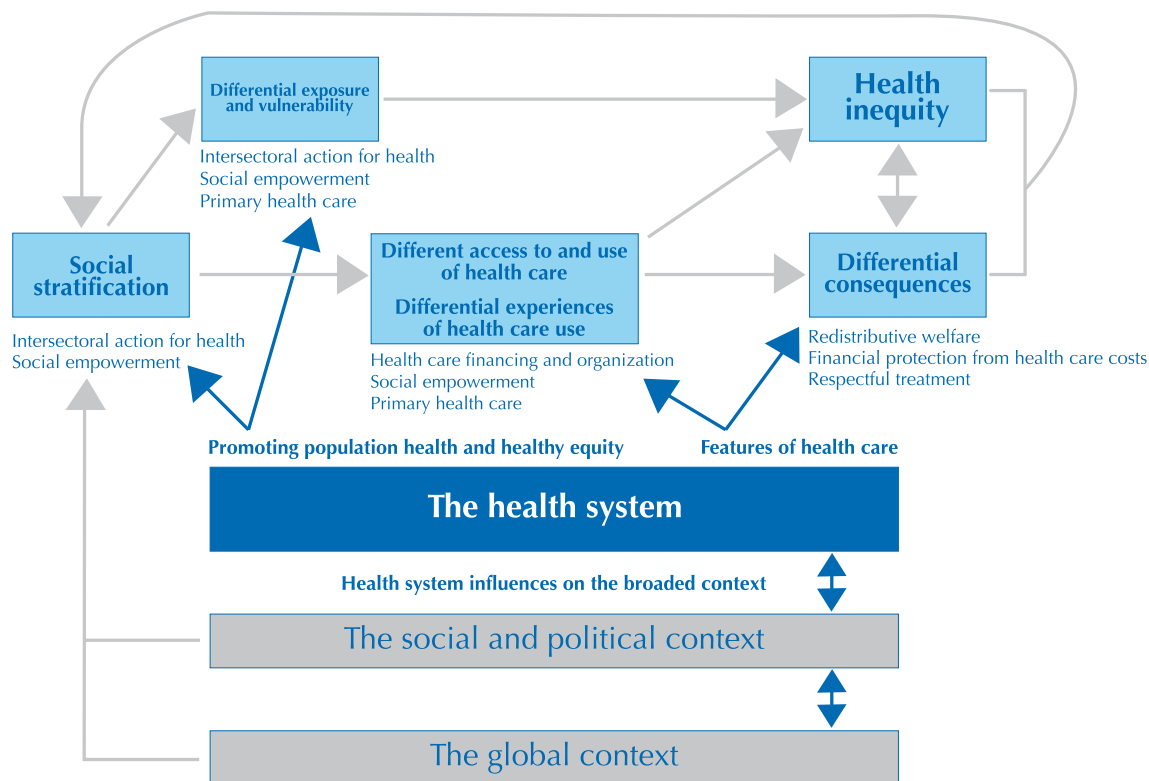 Differential exposure
and vulnerability
Intersectoral action for health
Social empowerment
Primary health care
Health
inequity
Social
stratification
Intersectoral action for health
Social empowerment
Different access to and use
of health care
Differential experiences
of health care use
Health care financing and organization
Social empowerment
Primary health care
Differential
consequences
Redistributive welfare
Financial protection from health care costs
Respectful treatment
Promoting population health and healthy equity
Features of health care
The health system
Health system influences on the broaded context
The social and political context
The global context